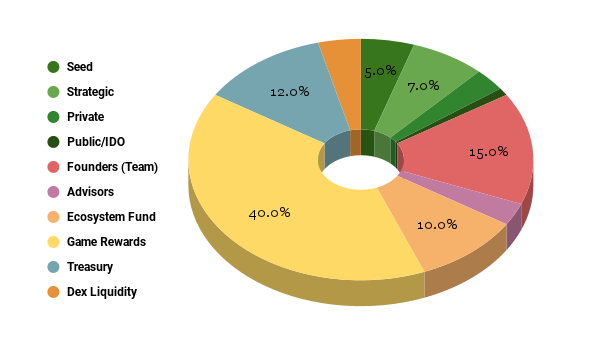 Seed
Strategic
Private
Public/IDO
Founders (Team)
Advisors
Ecosystem Fund
Game Rewards
Treasury
Dex Liquidity
5.0%
7.0%
12.0%
15.0%
40.0%
10.0%